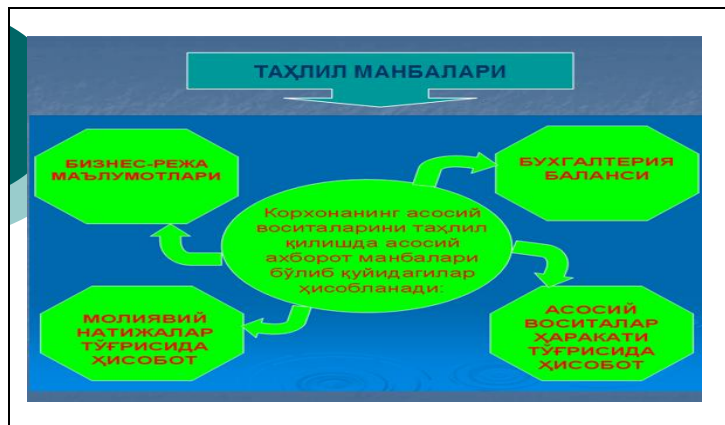 ТАҲЛИЛ МАНБАЛАРИ
БИЗНЕС-РЕЖА
МАЪЛУМОТЛАРИ
БУХГАЛТЕРИЯ
БАЛАНСИ
Корхонанинг асосий
воситаларини таҳлил
қилишда асосий
ахборот манбалари
бўлиб қуйидагилар
ҳисобланади:
МОЛИЯВИЙ
НАТИЖАЛАР
ТЎҒРИСИДА
ҲИСОБОТ
АСОСИЙ
ВОСИТАЛАР
ҲАРАКАТИ
ТЎҒРИСИДА
ҲИСОБОТ